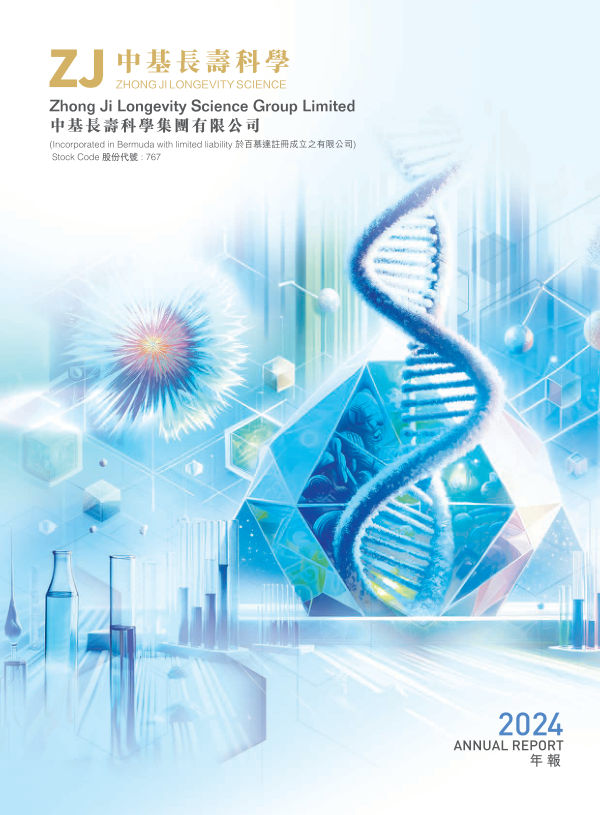 ZJ 中基長壽科學
ZHONG JI LONGEVITY SCIENCE
Zhong Ji Longevity Science Group Limited
中基長壽科學集團有限公司
(Incorporated in Bermuda with limited liability 於百慕達註冊成立之有限公司)
Stock Code 股份代號 : 767
2024
ANNUAL REPORT
年報